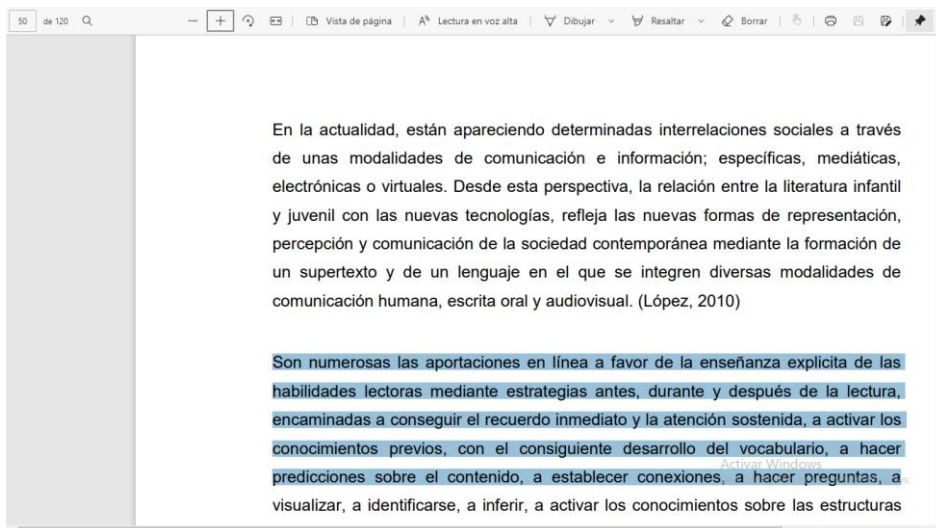 50 de 120
Vista de página
Lectura en voz alta
Dibujar
Resaltar
Borrar
En la actualidad, están apareciendo determinadas interrelaciones sociales a través
de unas modalidades de comunicación e información; específicas, mediáticas,
electrónicas o virtuales. Desde esta perspectiva, la relación entre la literatura infantil
y juvenil con las nuevas tecnologías, refleja las nuevas formas de representación,
percepción y comunicación de la sociedad contemporánea mediante la formación de
un supertexto y de un lenguaje en el que se integren diversas modalidades de
comunicación humana, escrita oral y audiovisual. (López, 2010)
Son numerosas las aportaciones en línea a favor de la enseñanza explicita de las
habilidades lectoras mediante estrategias antes, durante y después de la lectura,
encaminadas a conseguir el recuerdo inmediato y la atención sostenida, a activar los
conocimientos previos, con el consiguiente desarrollo del vocabulario, a hacer
Activar Windows
predicciones sobre el contenido, a establecer conexiones, a hacer preguntas, a
visualizar, a identificarse, a inferir, a activar los conocimientos sobre las estructuras